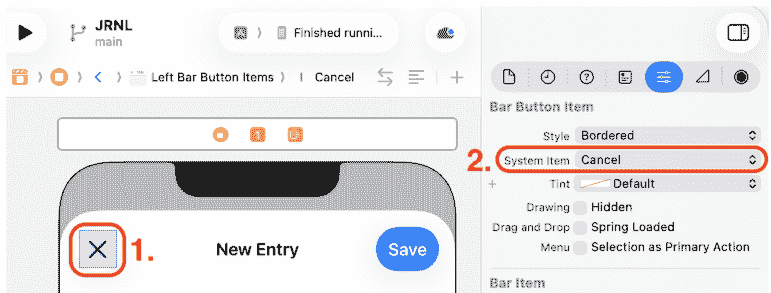 JRNL
main
Finished runni...
Left Bar Button Items
Cancel
Bar Button Item
Style Bordered
2. System Item Cancel
Tint Default
Drawing Hidden
Drag and Drop Spring Loaded
Menu Selection as Primary Action
Bar Item
1. New Entry Save